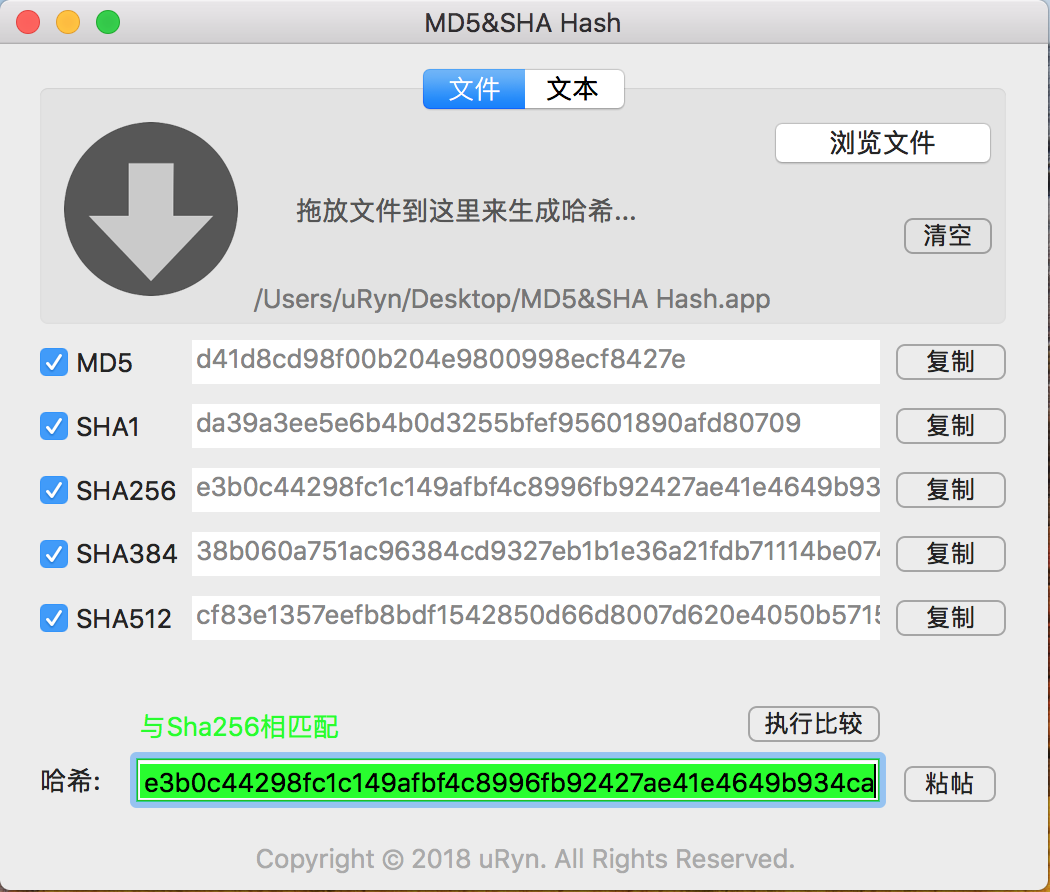 MD5&SHA Hash
文件 文本
浏览文件
拖放文件到这里来生成哈希...
清空
/Users/uRyn/Desktop/MD5&SHA Hash.app
MD5 d41d8cd98f00b204e9800998ecf8427e 复制
SHA1 da39a3ee5e6b4b0d3255bfef95601890afd80709 复制
SHA256 e3b0c44298fc1c149afbf4c8996fb92427ae41e4649b93 复制
SHA384 38b060a751ac96384cd9327eb1b1e36a21fdb71114be074 复制
SHA512 cf83e1357eefb8bdf1542850d66d8007d620e4050b5715 复制
与Sha256相匹配 执行比较
哈希: e3b0c44298fc1c149afbf4c8996fb92427ae41e4649b934ca 粘帖
Copyright © 2018 uRyn. All Rights Reserved.